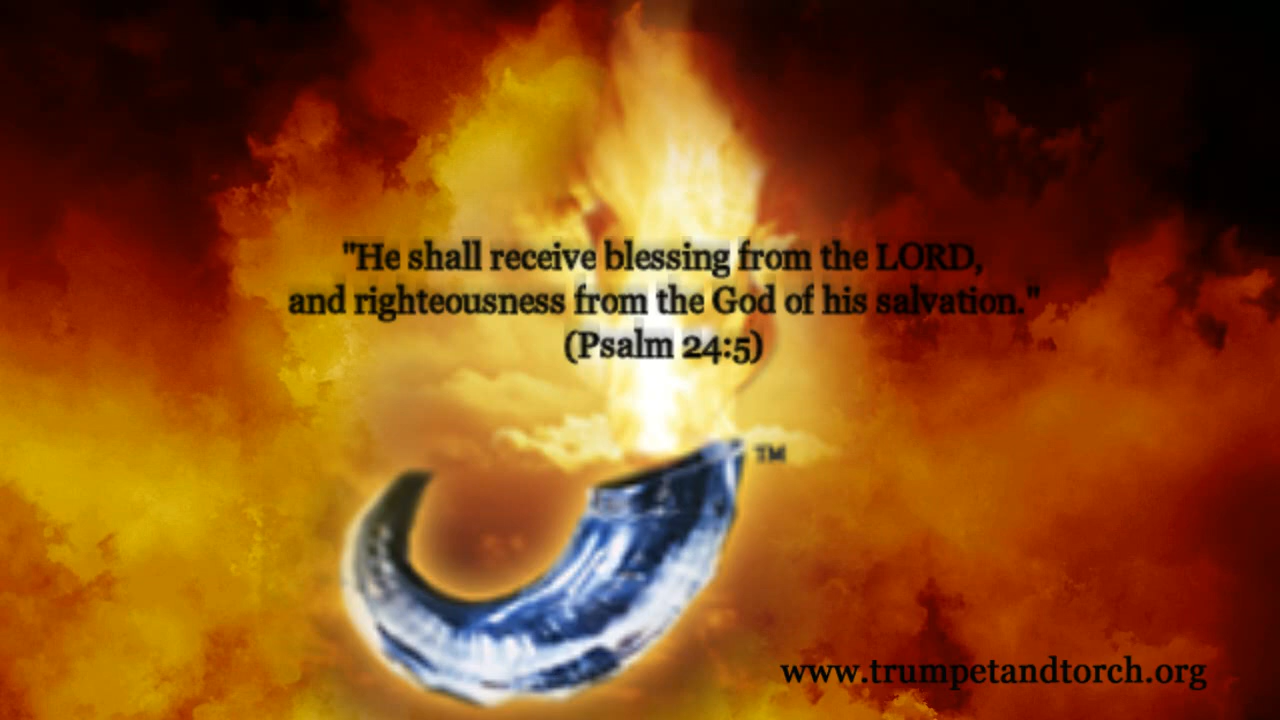 "He shall receive blessing from the LORD,
and righteousness from the God of his salvation."
(Psalm 24:5)
TM
www.trumpetandtorch.org